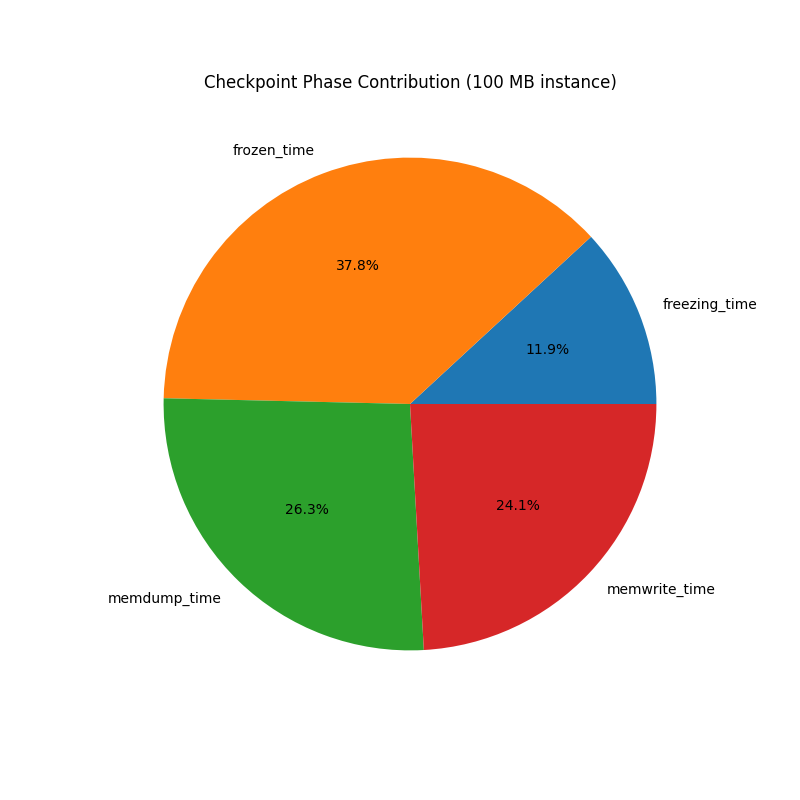 Checkpoint Phase Contribution (100 MB instance)
frozen_time
37.8%
freezing_time
11.9%
26.3%
24.1%
memdump_time
memwrite_time